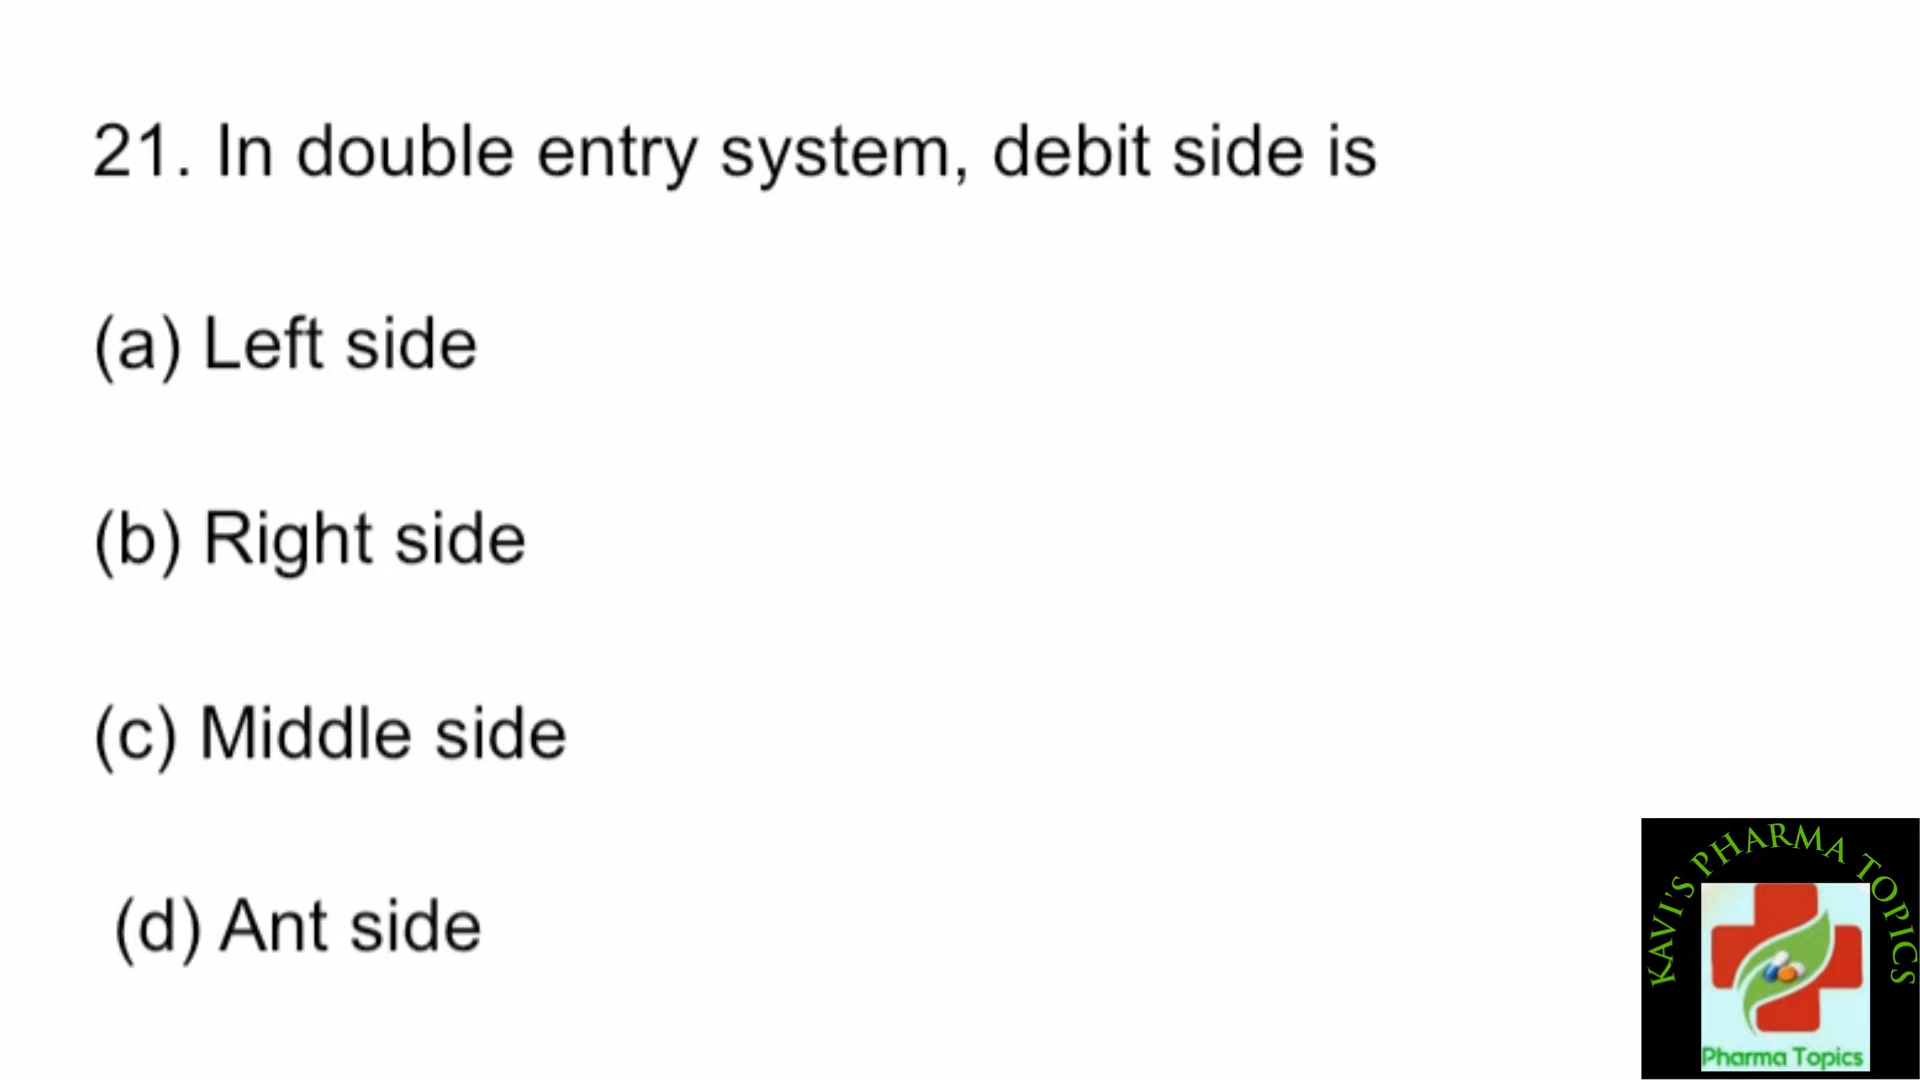 21. In double entry system, debit side is
(a) Left side
(b) Right side
(c) Middle side
(d) Ant side
KAVI'S PHARMA TOPICS
Pharma Topics